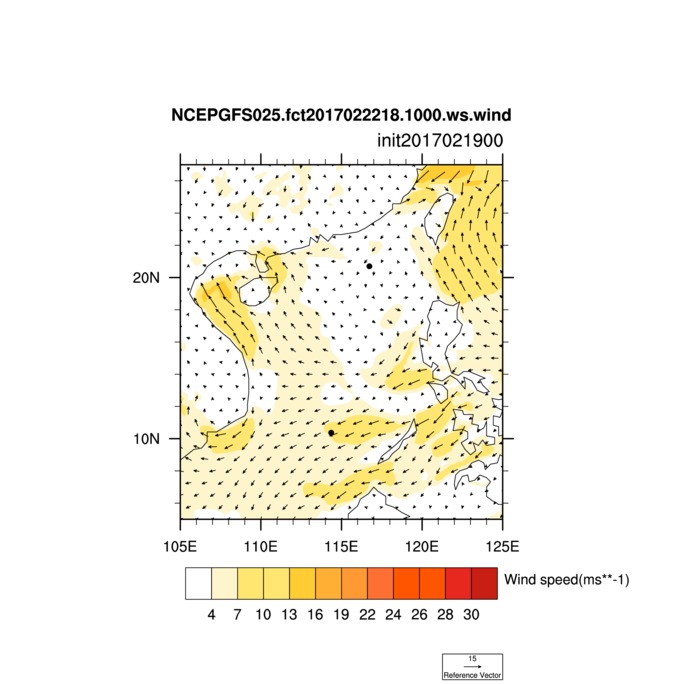 NCEPGFS025.fct2017022218.1000.ws.wind
init2017021900
20N
10N
105E 110E 115E 120E 125E
Wind speed(ms**-1)
4 7 10 13 16 19 22 24 26 28 30
15
Reference Vector